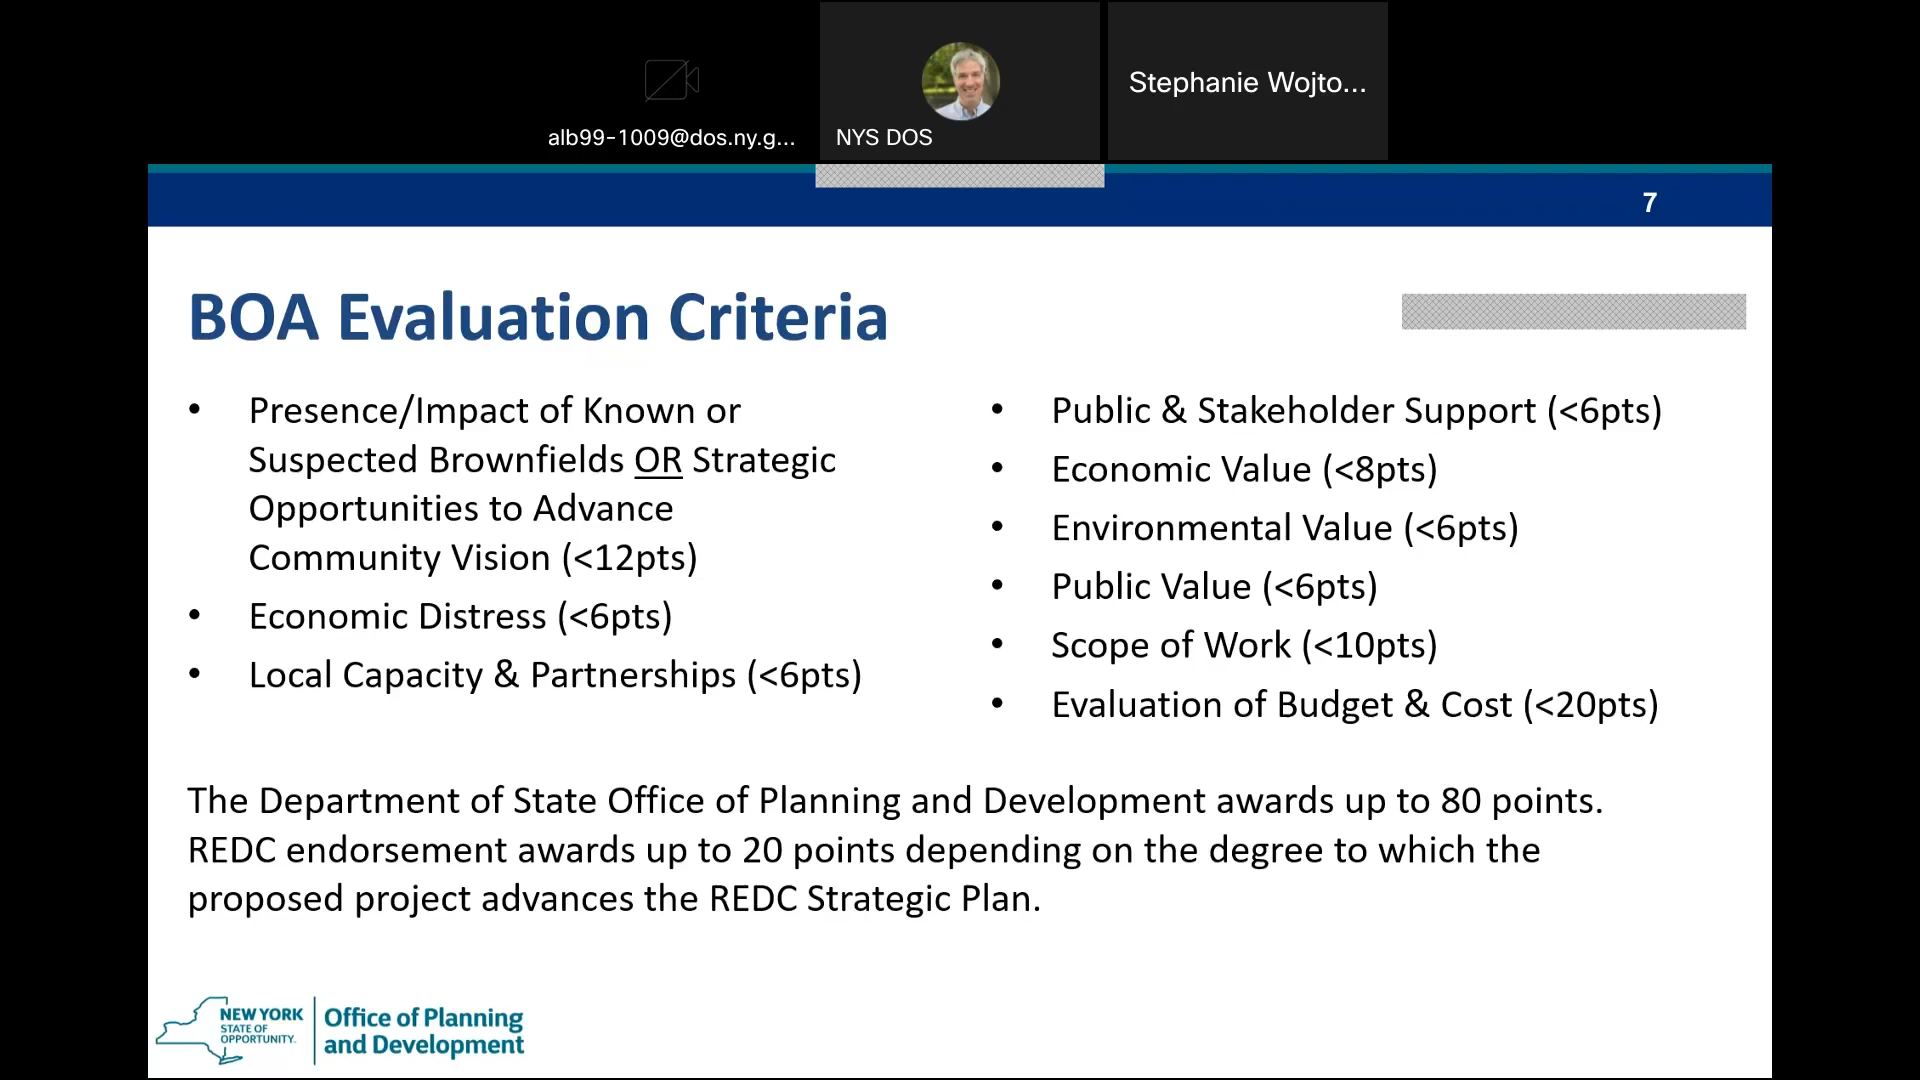 alb99-1009@dos.ny.g...
NYS DOS
Stephanie Wojto...
7
BOA Evaluation Criteria
• Presence/Impact of Known or
Suspected Brownfields OR Strategic
Opportunities to Advance
Community Vision (<12pts)
• Economic Distress (<6pts)
• Local Capacity & Partnerships (<6pts)
• Public & Stakeholder Support (<6pts)
• Economic Value (<8pts)
• Environmental Value (<6pts)
• Public Value (<6pts)
• Scope of Work (<10pts)
• Evaluation of Budget & Cost (<20pts)
The Department of State Office of Planning and Development awards up to 80 points.
REDC endorsement awards up to 20 points depending on the degree to which the
proposed project advances the REDC Strategic Plan.
NEW YORK
STATE OF
OPPORTUNITY.
Office of Planning
and Development